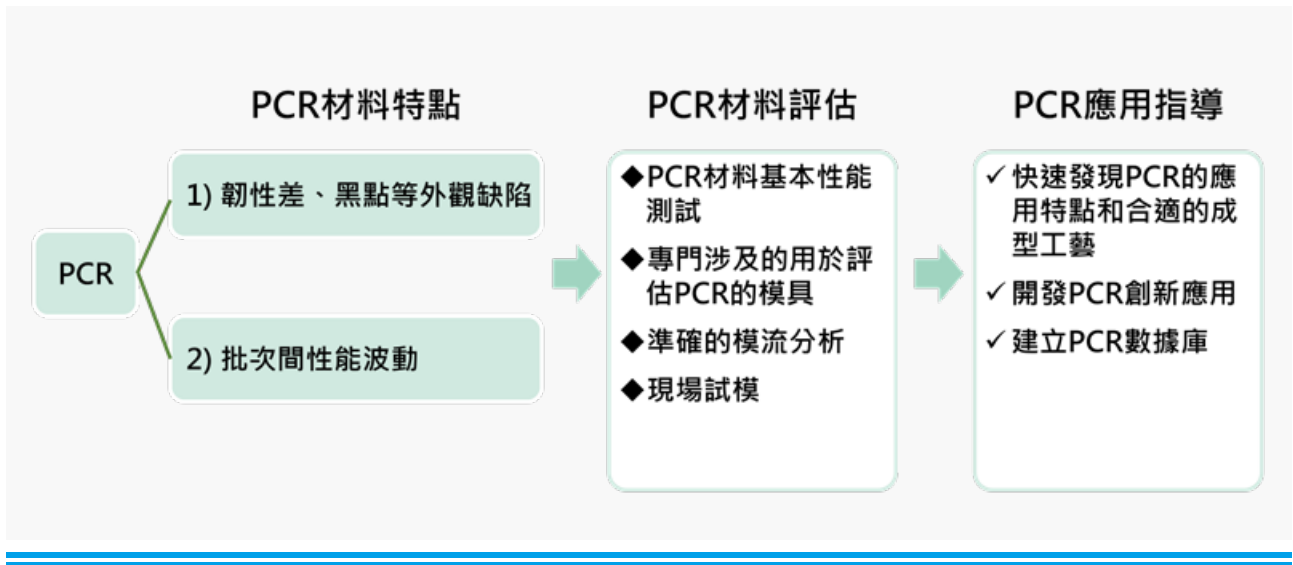 PCR材料特點
PCR材料評估
PCR應用指導
PCR
1) 韌性差、黑點等外觀缺陷
2) 批次間性能波動
◆PCR材料基本性能
測試
◆專門涉及的用於評
估PCR的模具
◆準確的模流分析
◆現場試模
✓快速發現PCR的應
用特點和合適的成
型工藝
✓開發PCR創新應用
✓建立PCR數據庫